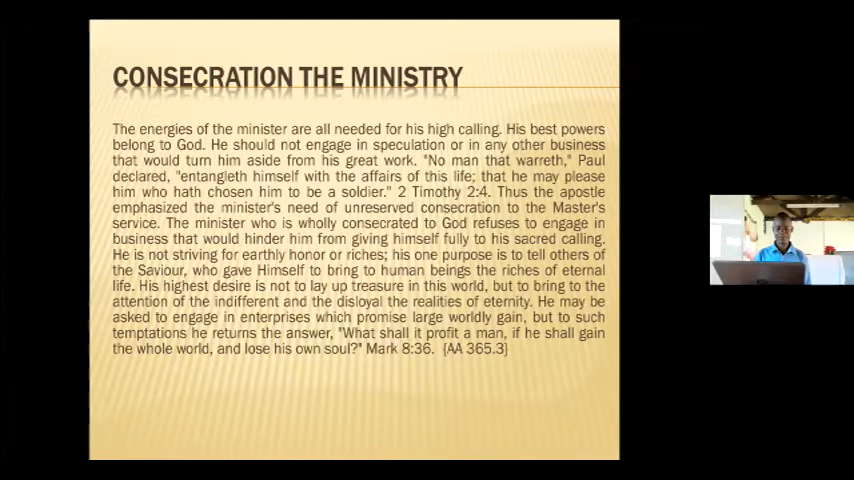 CONSECRATION THE MINISTRY
The energies of the minister are all needed for his high calling. His best powers
belong to God. He should not engage in speculation or in any other business
that would turn him aside from his great work. "No man that warreth," Paul
declared, "entangleth himself with the affairs of this life; that he may please
him who hath chosen him to be a soldier." 2 Timothy 2:4. Thus the apostle
emphasized the minister's need of unreserved consecration to the Master's
service. The minister who is wholly consecrated to God refuses to engage in
business that would hinder him from giving himself fully to his sacred calling.
He is not striving for earthly honor or riches; his one purpose is to tell others of
the Saviour, who gave Himself to bring to human beings the riches of eternal
life. His highest desire is not to lay up treasure in this world, but to bring to the
attention of the indifferent and the disloyal the realities of eternity. He may be
asked to engage in enterprises which promise large worldly gain, but to such
temptations he returns the answer, "What shall it profit a man, if he shall gain
the whole world, and lose his own soul?" Mark 8:36. {AA 365.3}